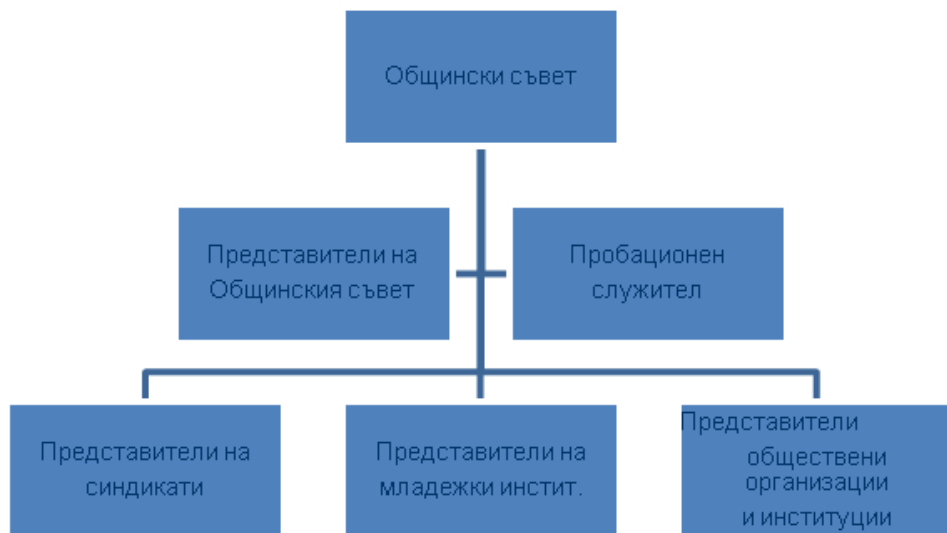 Общински съвет
Представители на
Общинския съвет
Пробационен
служител
Представители на
синдикати
Представители на
младежки инстит.
Представители
обществени
организации
и институции